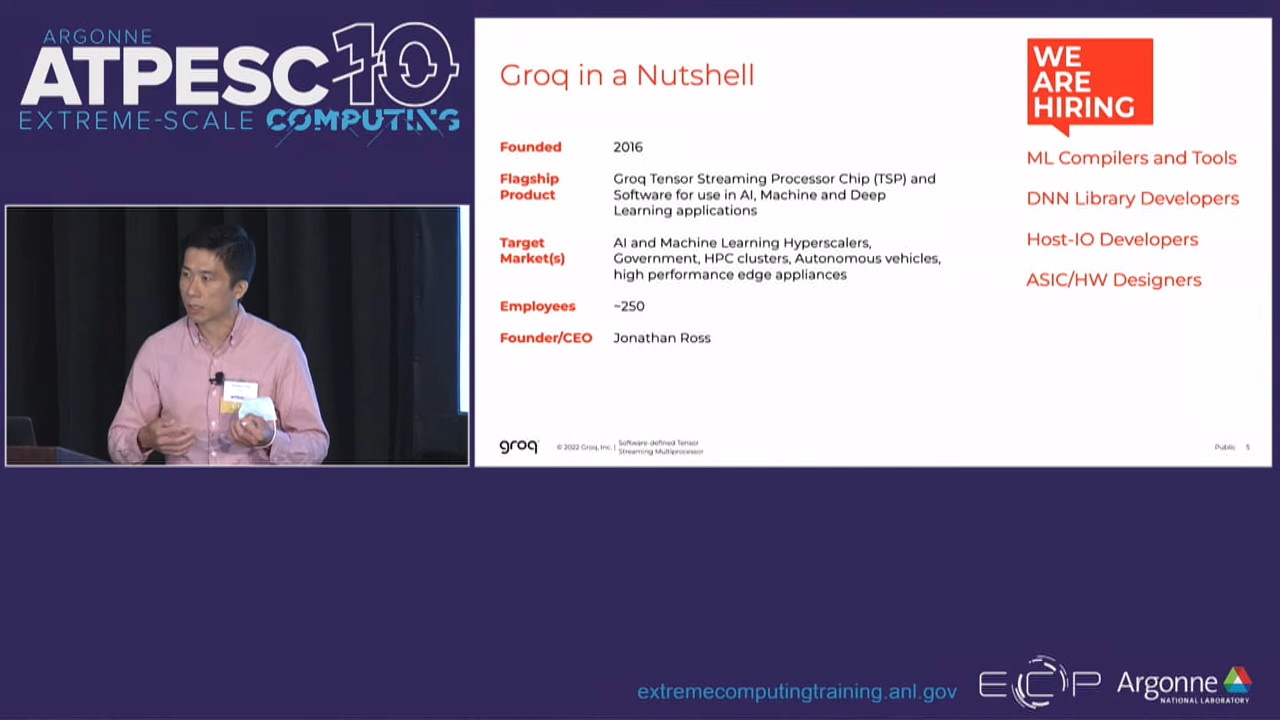 ARGONNE
ATPESC10
EXTREME-SCALE COMPUTING
Groq in a Nutshell
Founded 2016
Flagship Product Groq Tensor Streaming Processor Chip (TSP) and
Software for use in AI, Machine and Deep
Learning applications
Target Market(s) AI and Machine Learning Hyperscalers,
Government, HPC clusters, Autonomous vehicles,
high performance edge appliances
Employees ~250
Founder/CEO Jonathan Ross
WE
ARE
HIRING
ML Compilers and Tools
DNN Library Developers
Host-IO Developers
ASIC/HW Designers
groq
© 2022 Groq, Inc. | Software-defined Tensor
Streaming Multiprocessor
Public 5
extremecomputingtraining.anl.gov
ECP
Argonne
NATIONAL LABORATORY